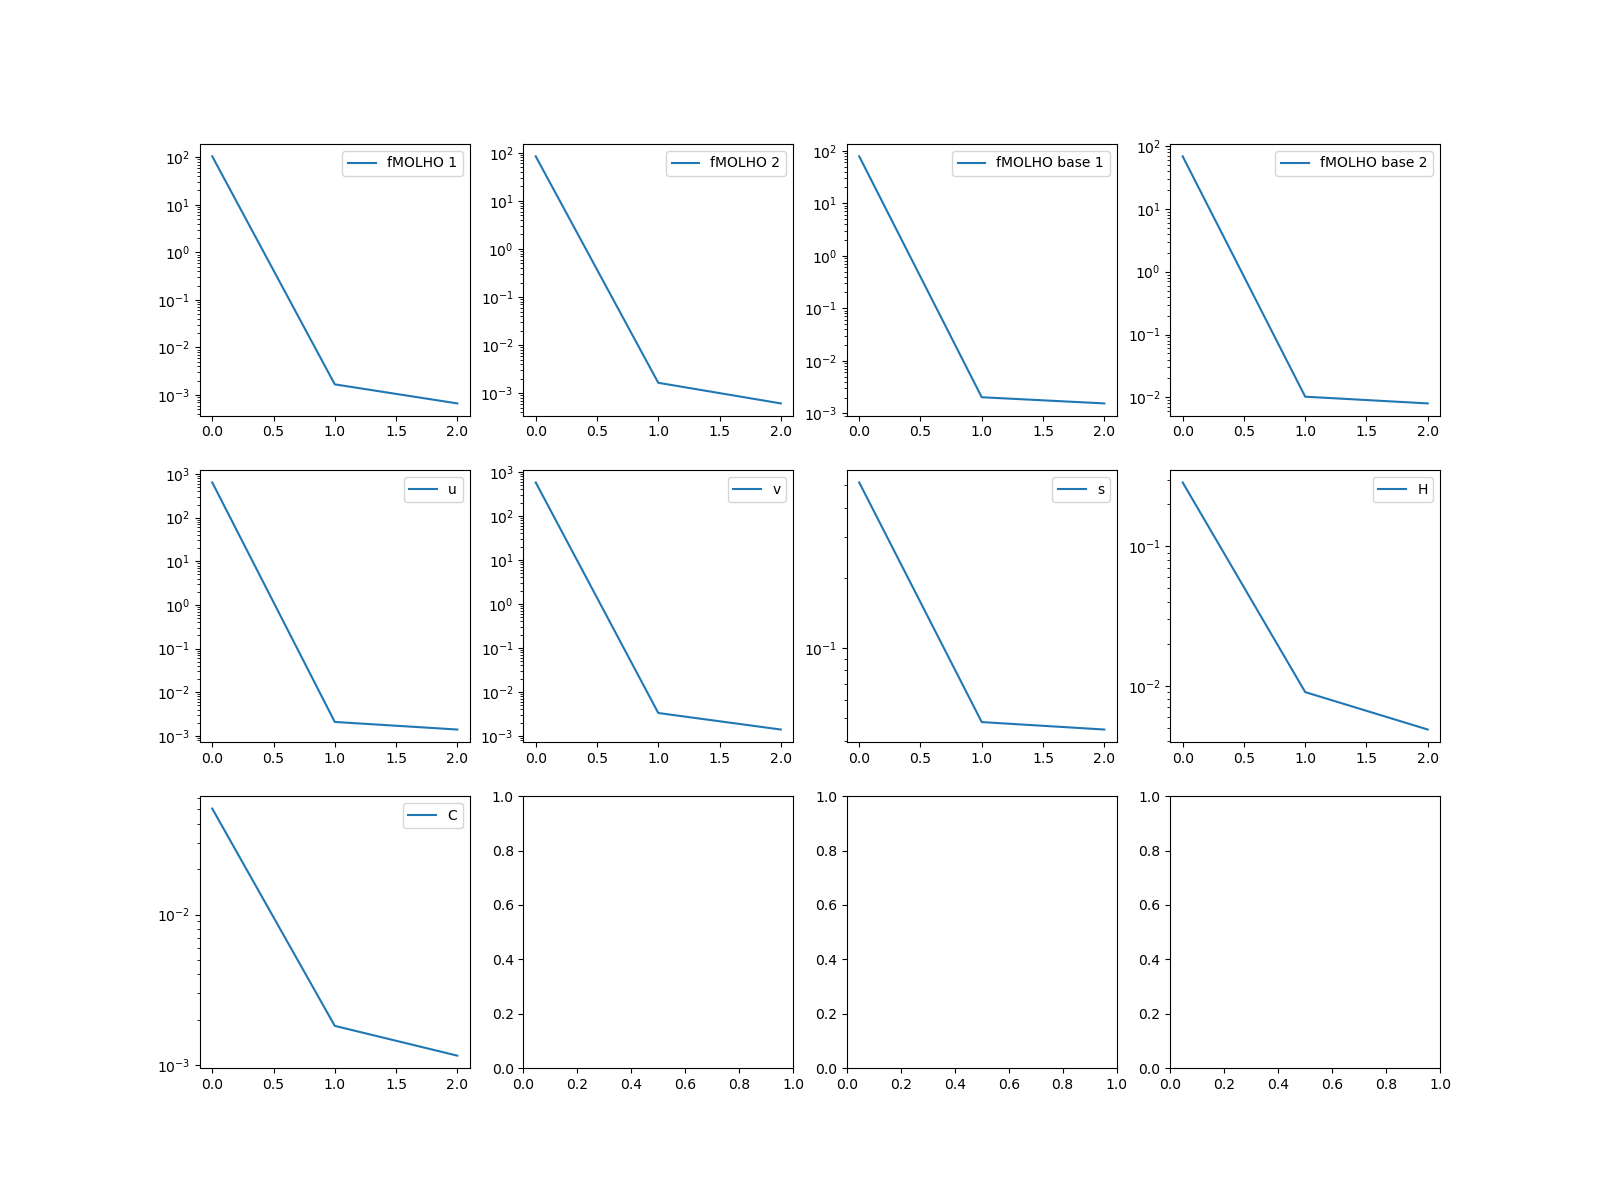 10² 10¹ 10⁰ 10⁻¹ 10⁻² 10⁻³ fMOLHO 1
0.0 0.5 1.0 1.5 2.0
10² 10¹ 10⁰ 10⁻¹ 10⁻² 10⁻³ fMOLHO 2
0.0 0.5 1.0 1.5 2.0
10² 10¹ 10⁰ 10⁻¹ 10⁻² 10⁻³ fMOLHO base 1
0.0 0.5 1.0 1.5 2.0
10² 10¹ 10⁰ 10⁻¹ 10⁻² fMOLHO base 2
0.0 0.5 1.0 1.5 2.0
10³ 10² 10¹ 10⁰ 10⁻¹ 10⁻² 10⁻³ u
0.0 0.5 1.0 1.5 2.0
10³ 10² 10¹ 10⁰ 10⁻¹ 10⁻² 10⁻³ v
0.0 0.5 1.0 1.5 2.0
10⁻¹ s
0.0 0.5 1.0 1.5 2.0
10⁻¹ 10⁻² H
0.0 0.5 1.0 1.5 2.0
10⁻² 10⁻³ C
0.0 0.5 1.0 1.5 2.0
1.0 0.8 0.6 0.4 0.2 0.0
0.0 0.2 0.4 0.6 0.8 1.0
1.0 0.8 0.6 0.4 0.2 0.0
0.0 0.2 0.4 0.6 0.8 1.0
1.0 0.8 0.6 0.4 0.2 0.0
0.0 0.2 0.4 0.6 0.8 1.0